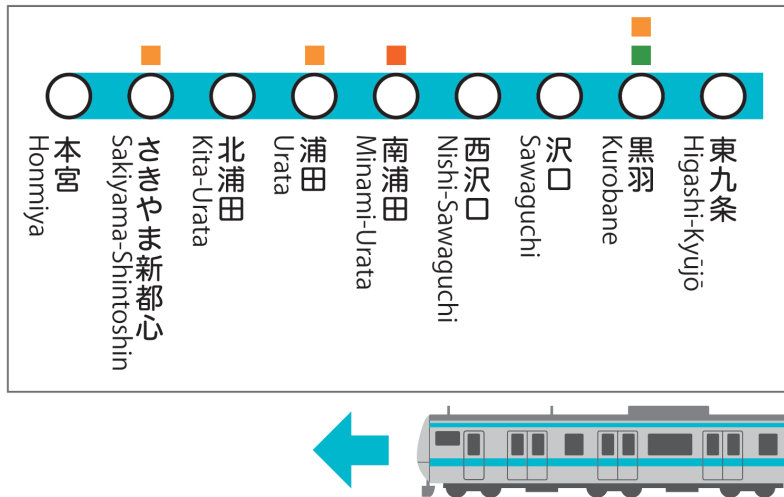 本宮
Honmiya
さきやま新都心
Sakiyama-Shintoshin
北浦田
Kita-Urata
浦田
Urata
南浦田
Minami-Urata
西沢口
Nishi-Sawaguchi
沢口
Sawaguchi
黒羽
Kurobane
東九条
Higashi-Kyūjō